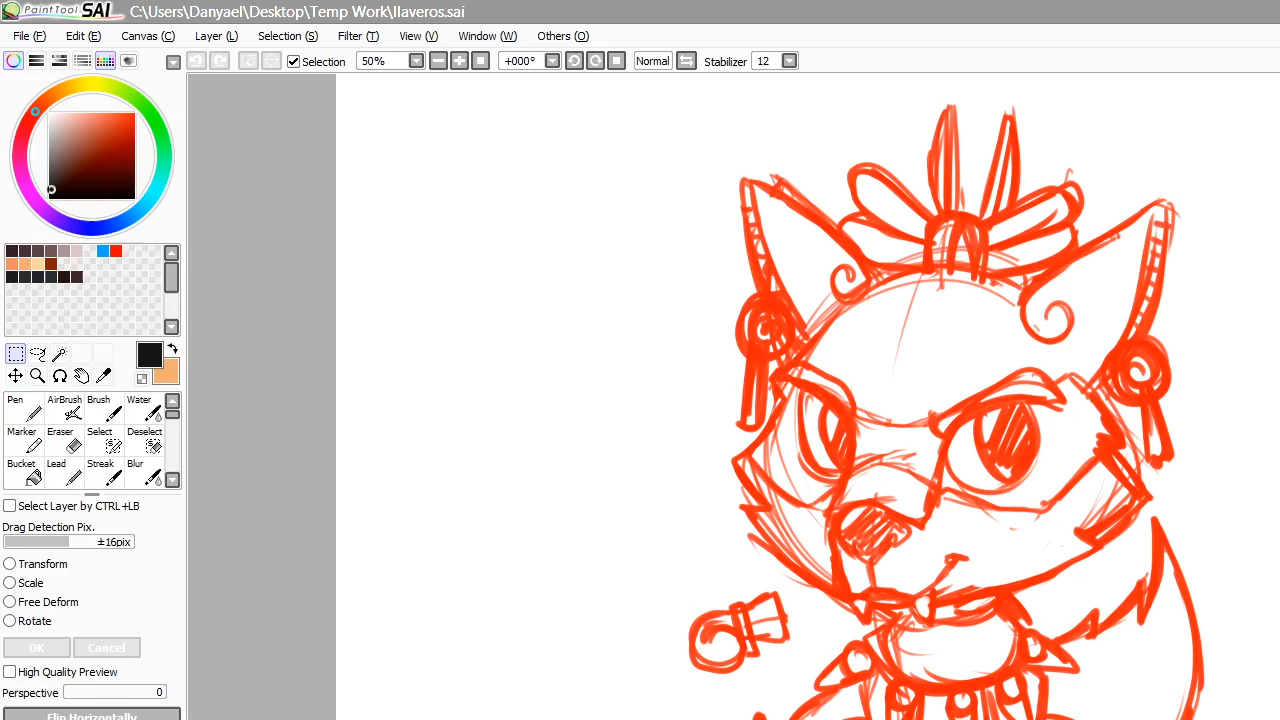 PaintTool SAI C:\Users\Danyael\Desktop\Temp Work\llaveros.sai
File (F) Edit (E) Canvas (C) Layer (L) Selection (S) Filter (T) View (V) Window (W) Others (O)
Selection 50% +000° Normal Stabilizer 12
Pen AirBrush Brush Water
Marker Eraser Select Deselect
Bucket Lead Streak Blur
Select Layer by CTRL +LB
Drag Detection Pix.
±16pix
Transform
Scale
Free Deform
Rotate
OK Cancel
High Quality Preview
Perspective 0
Flip Horizontally